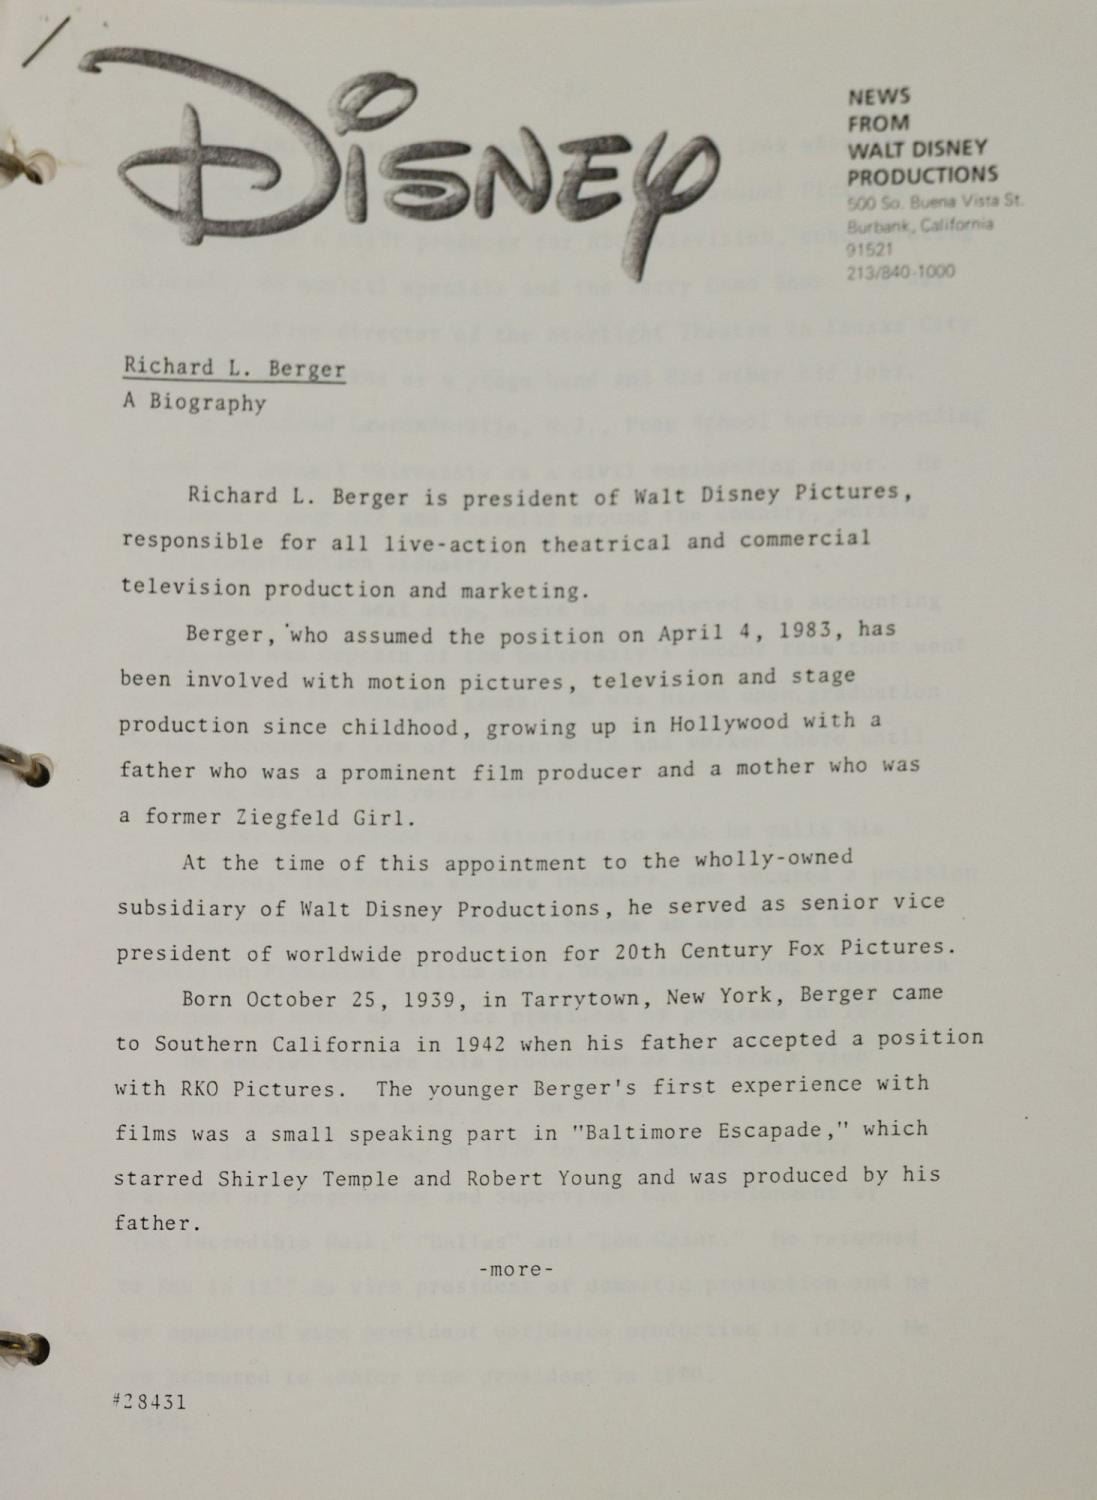 Disney
NEWS
FROM
WALT DISNEY
PRODUCTIONS
500 So. Buena Vista St.
Burbank, California
91521
213/840-1000
Richard L. Berger
A Biography
Richard L. Berger is president of Walt Disney Pictures,
responsible for all live-action theatrical and commercial
television production and marketing.
Berger, who assumed the position on April 4, 1983, has
been involved with motion pictures, television and stage
production since childhood, growing up in Hollywood with a
father who was a prominent film producer and a mother who was
a former Ziegfeld Girl.
At the time of this appointment to the wholly-owned
subsidiary of Walt Disney Productions, he served as senior vice
president of worldwide production for 20th Century Fox Pictures.
Born October 25, 1939, in Tarrytown, New York, Berger came
to Southern California in 1942 when his father accepted a position
with RKO Pictures. The younger Berger's first experience with
films was a small speaking part in "Baltimore Escapade," which
starred Shirley Temple and Robert Young and was produced by his
father.
-more-
#28431